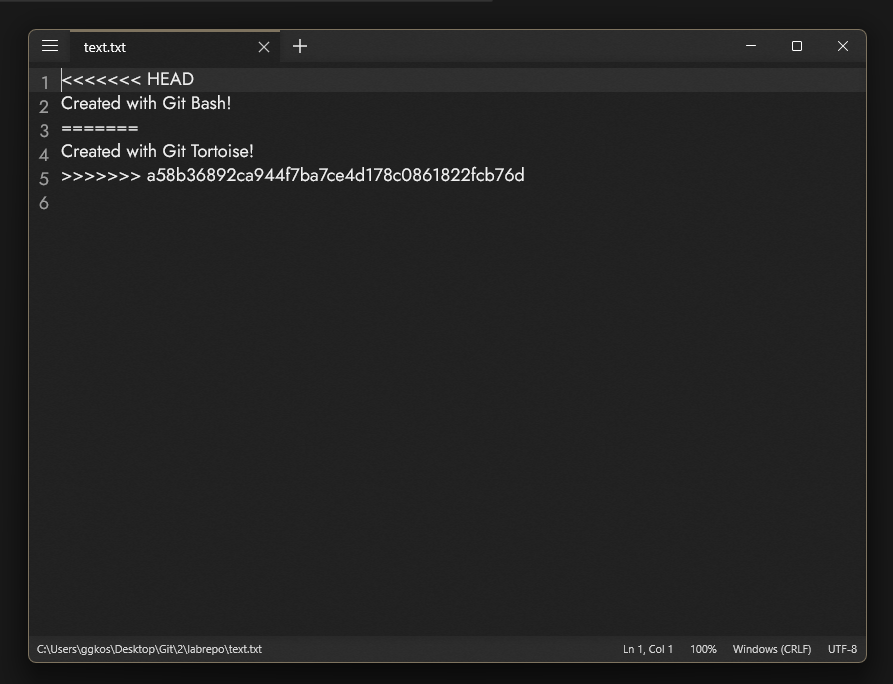 text.txt
1 <<<<<<< HEAD
2 Created with Git Bash!
3 =======
4 Created with Git Tortoise!
5 >>>>>>> a58b36892ca944f7ba7ce4d178c0861822fcb76d
6
C:\Users\ggkos\Desktop\Git\2\labrepo\text.txt Ln 1, Col 1 100% Windows (CRLF) UTF-8